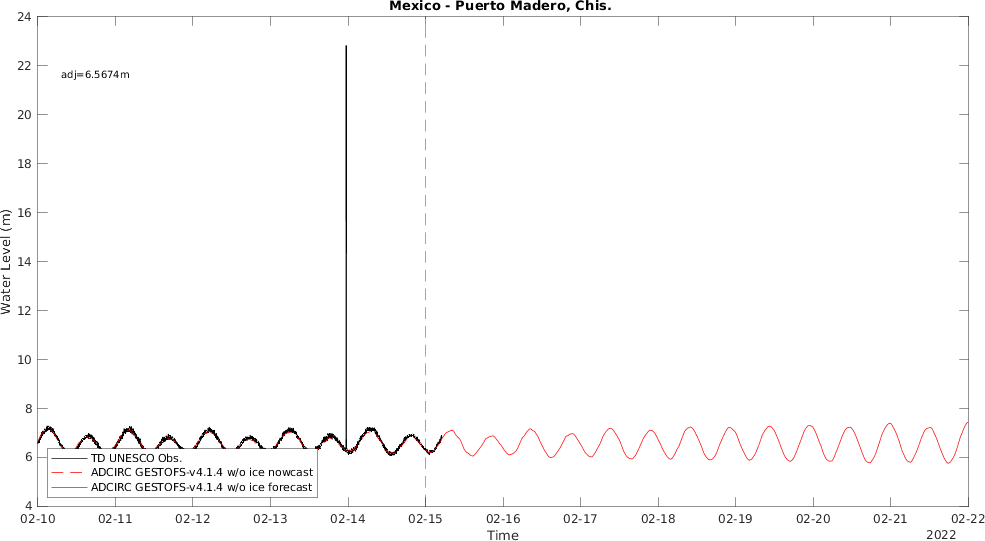 Mexico - Puerto Madero, Chis.
adj=6.5674m
Water Level (m)
24
22
20
18
16
14
12
10
8
6
4
TD UNESCO Obs.
ADCIRC GESTOFS-v4.1.4 w/o ice nowcast
ADCIRC GESTOFS-v4.1.4 w/o ice forecast
02-10 02-11 02-12 02-13 02-14 02-15 02-16 02-17 02-18 02-19 02-20 02-21 02-22
Time
2022